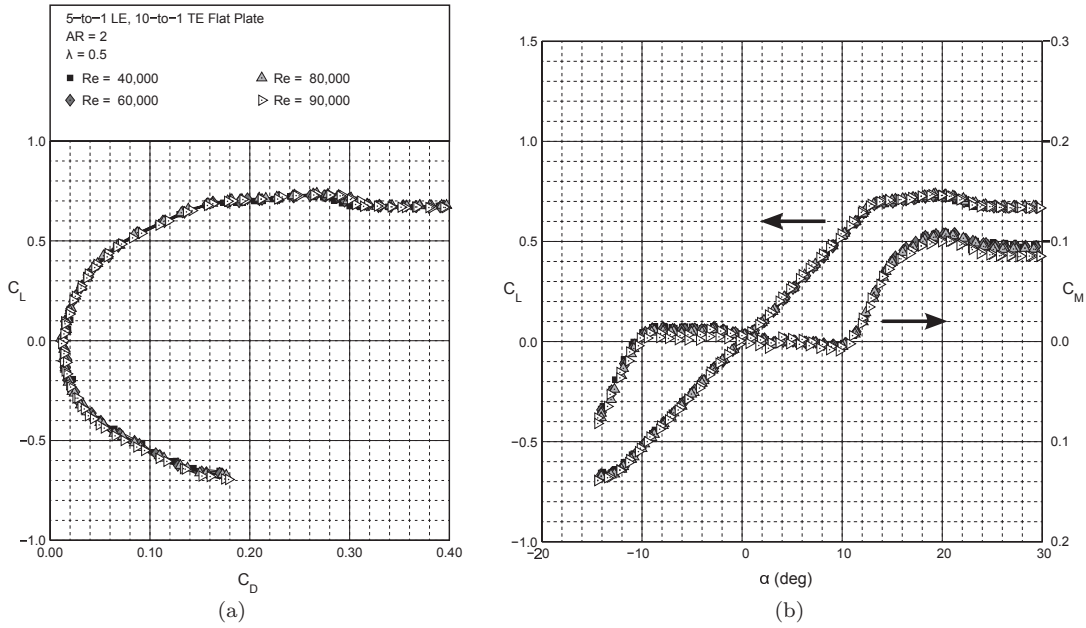 5−to−1 LE, 10−to−1 TE Flat Plate
AR = 2
λ = 0.5
Re = 40,000
Re = 80,000
Re = 60,000
Re = 90,000
1.0
0.5
0.0
−0.5
−1.0
C_L
0.00
0.10
0.20
0.30
0.40
C_D
(a)
1.5
1.0
0.5
0.0
−0.5
−1.0
C_L
0.3
0.2
0.1
0.0
0.1
0.2
C_M
−20
−10
0
10
20
30
α (deg)
(b)